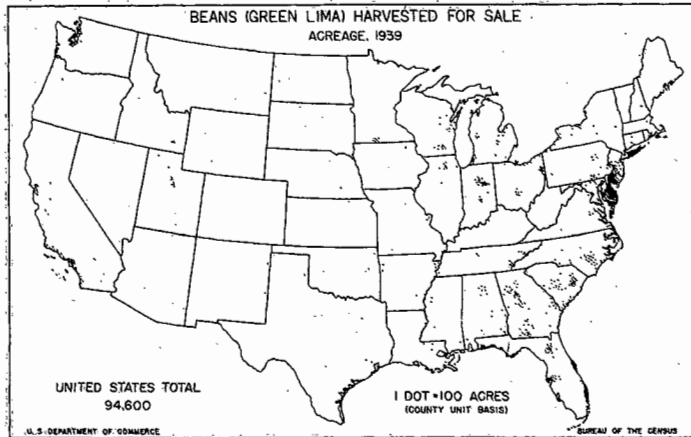 BEANS (GREEN LIMA) HARVESTED FOR SALE
ACREAGE, 1939
UNITED STATES TOTAL
94,600
1 DOT = 100 ACRES
(COUNTY UNIT BASIS)
U.S. DEPARTMENT OF COMMERCE
BUREAU OF THE CENSUS